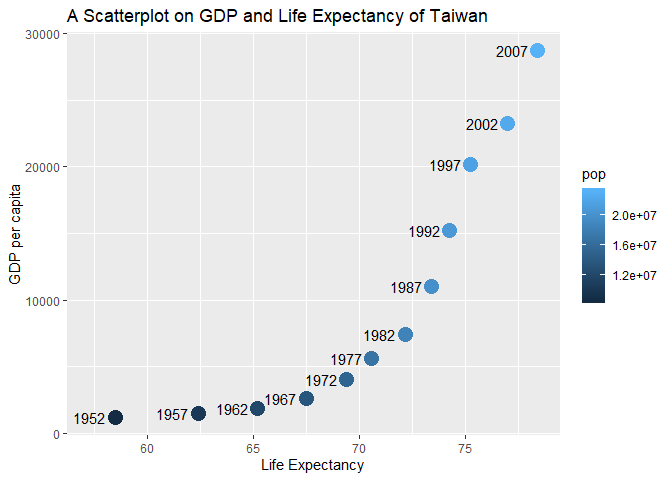 A Scatterplot on GDP and Life Expectancy of Taiwan
30000
20000
10000
0
GDP per capita
2007
2002
1997
1992
1987
1982
1977
1972
1967
1962
1957
1952
60
65
70
75
Life Expectancy
pop
2.0e+07
1.6e+07
1.2e+07